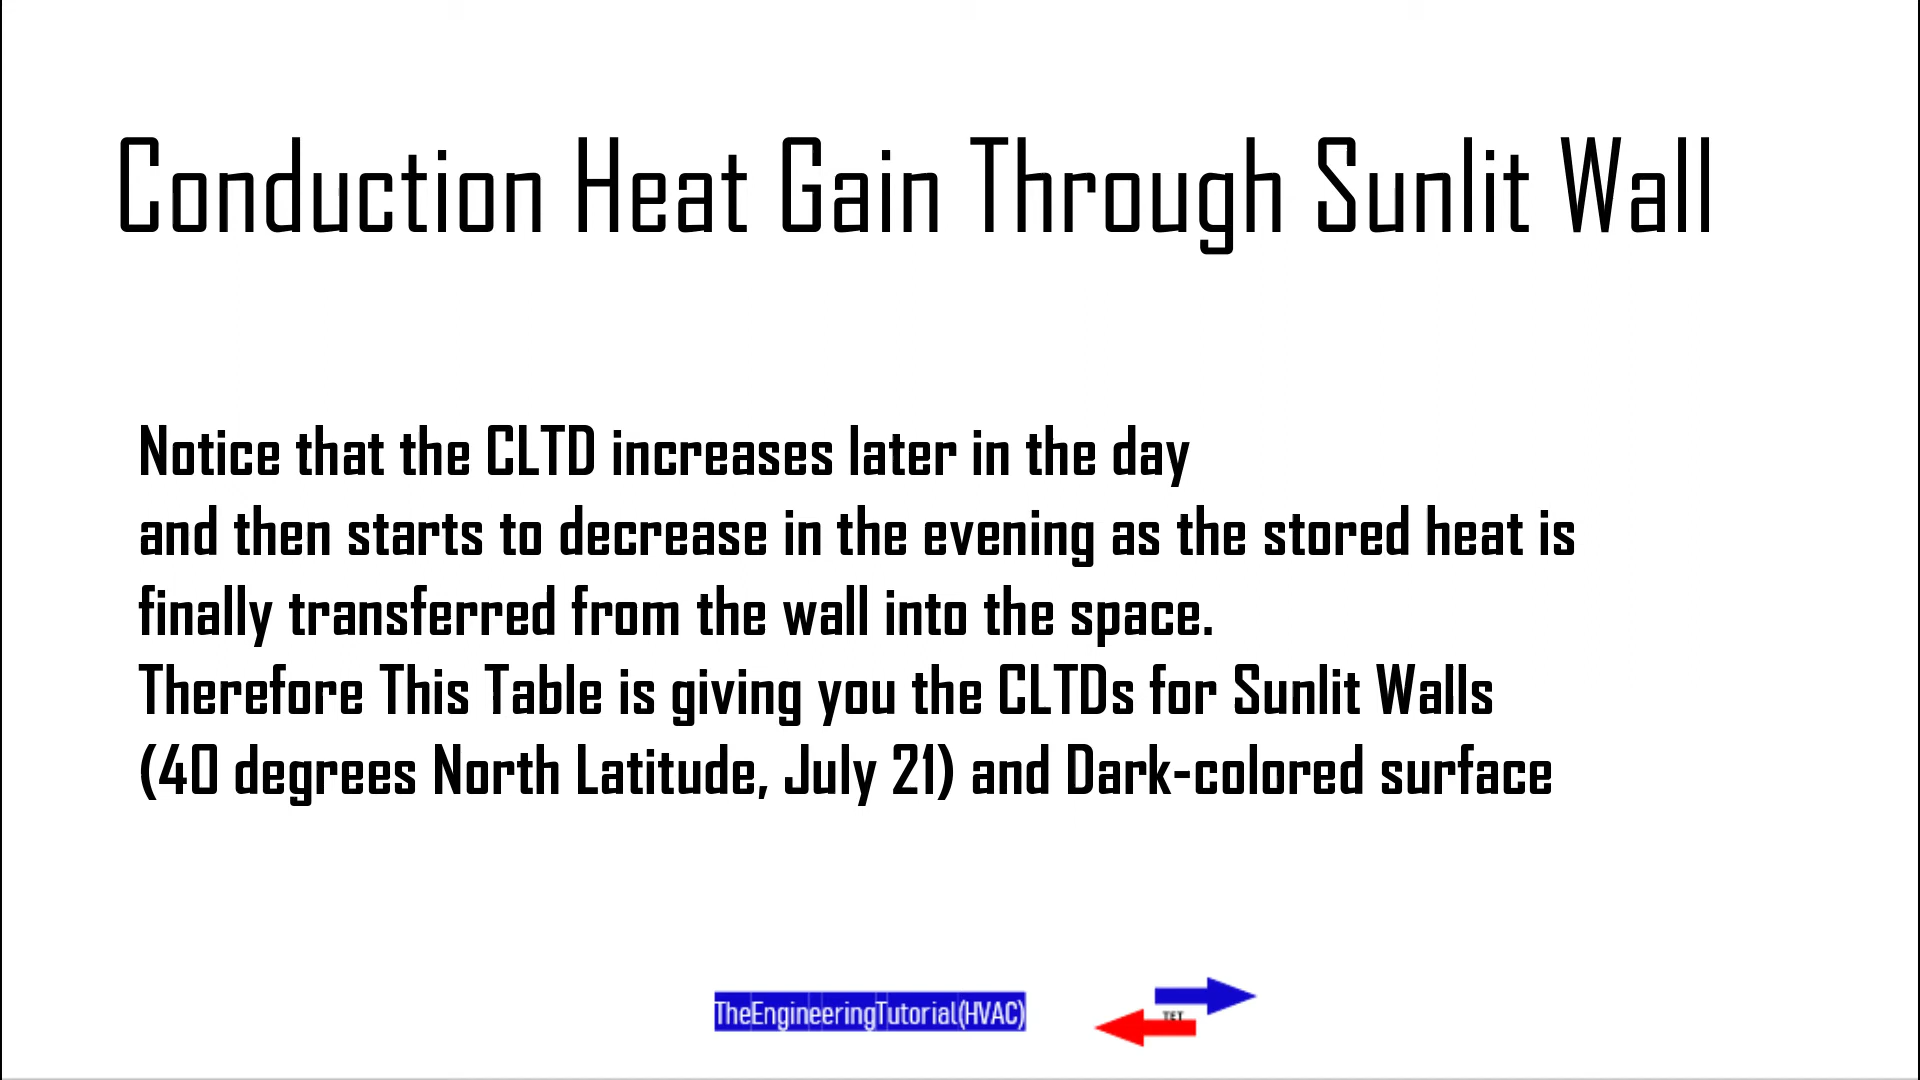 Conduction Heat Gain Through Sunlit Wall
Notice that the CLTD increases later in the day
and then starts to decrease in the evening as the stored heat is
finally transferred from the wall into the space.
Therefore This Table is giving you the CLTDs for Sunlit Walls
(40 degrees North Latitude, July 21) and Dark-colored surface
TheEngineeringTutorial(HVAC)
TET